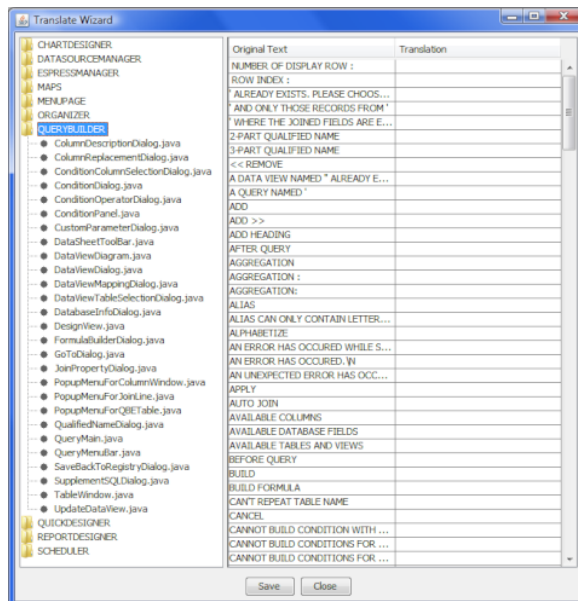 Translate Wizard
CHARTDESIGNER
DATASOURCEMANAGER
ESPRESSMANAGER
MAPS
MENUPAGE
ORGANIZER
QUERYBUILDER
ColumnDescriptionDialog.java
ColumnReplacementDialog.java
ConditionColumnSelectionDialog.java
ConditionDialog.java
ConditionOperatorDialog.java
ConditionPanel.java
CustomParameterDialog.java
DataSheetToolBar.java
DataViewDiagram.java
DataViewDialog.java
DataViewMappingDialog.java
DataViewTableSelectionDialog.java
DatabaseInfoDialog.java
DesignView.java
FormulaBuilderDialog.java
GoToDialog.java
JoinPropertyDialog.java
PopupMenuForColumnWindow.java
PopupMenuForJoinLine.java
PopupMenuForQBETable.java
QualifiedNameDialog.java
QueryMain.java
QueryMenuBar.java
SaveBackToRegistryDialog.java
SupplementSQLDialog.java
TableWindow.java
UpdateDataView.java
QUICKDESIGNER
REPORTDESIGNER
SCHEDULER
Original Text Translation
NUMBER OF DISPLAY ROW :
ROW INDEX :
' ALREADY EXISTS. PLEASE CHOOS...
' AND ONLY THOSE RECORDS FROM '
' WHERE THE JOINED FIELDS ARE E...
2-PART QUALIFIED NAME
3-PART QUALIFIED NAME
<< REMOVE
A DATA VIEW NAMED " ALREADY E...
A QUERY NAMED '
ADD
ADD >>
ADD HEADING
AFTER QUERY
AGGREGATION
AGGREGATION :
AGGREGATION:
ALIAS
ALIAS CAN ONLY CONTAIN LETTER...
ALPHABETIZE
AN ERROR HAS OCCURED WHILE S...
AN ERROR HAS OCCURED.\N
AN UNEXPECTED ERROR HAS OCC...
APPLY
AUTO JOIN
AVAILABLE COLUMNS
AVAILABLE DATABASE FIELDS
AVAILABLE TABLES AND VIEWS
BEFORE QUERY
BUILD
BUILD FORMULA
CAN'T REPEAT TABLE NAME
CANCEL
CANNOT BUILD CONDITION WITH ...
CANNOT BUILD CONDITIONS FOR ...
CANNOT BUILD CONDITIONS FOR ...
Save Close